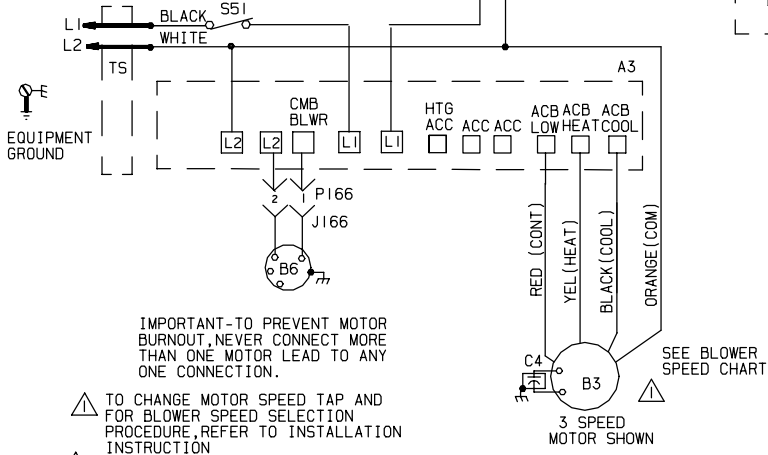 S51
BLACK
L1
WHITE
L2
TS
A3
E
EQUIPMENT
GROUND
CMB
BLWR
HTG
ACC
ACC
ACC
ACB
LOW
ACB
HEAT
ACB
COOL
L2
L2
L1
L1
2
1
P166
J166
B6
RED (CONT)
YEL(HEAT)
BLACK(COOL)
ORANGE(COM)
IMPORTANT-TO PREVENT MOTOR
BURNOUT,NEVER CONNECT MORE
THAN ONE MOTOR LEAD TO ANY
ONE CONNECTION.
C4
B3
SEE BLOWER
SPEED CHART
1
3 SPEED
MOTOR SHOWN
1
TO CHANGE MOTOR SPEED TAP AND
FOR BLOWER SPEED SELECTION
PROCEDURE,REFER TO INSTALLATION
INSTRUCTION